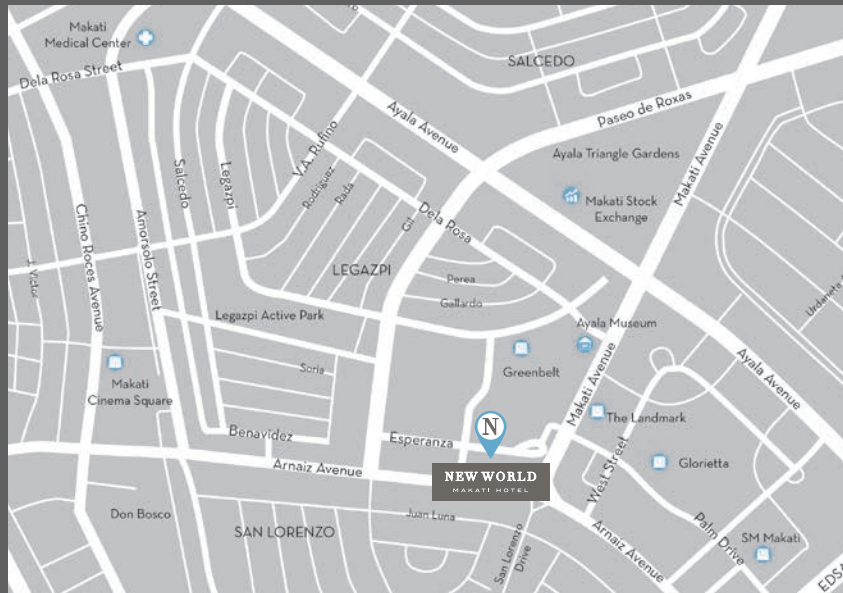 Makati
Medical Center
Dela Rosa Street
SALCEDO
Ayala Avenue
Paseo de Roxas
V.A. Rufino
Ayala Triangle Gardens
Makati Avenue
Salcedo
Legazpi
Rodriguez
Rada
Makati Stock
Exchange
Gil
Dela Rosa
Chino Roces Avenue
Amorsolo Street
J. Victor
LEGAZPI
Perea
Gallardo
Legazpi Active Park
Ayala Museum
Greenbelt
Makati Avenue
Ayala Avenue
Soria
Makati
Cinema Square
The Landmark
N
Benavidez
Esperanza
Arnaiz Avenue
NEW WORLD
MAKATI HOTEL
West Street
Glorietta
Don Bosco
SAN LORENZO
Juan Luna
San Lorenzo
Drive
Arnaiz Avenue
Palm Drive
SM Makati
EDSA